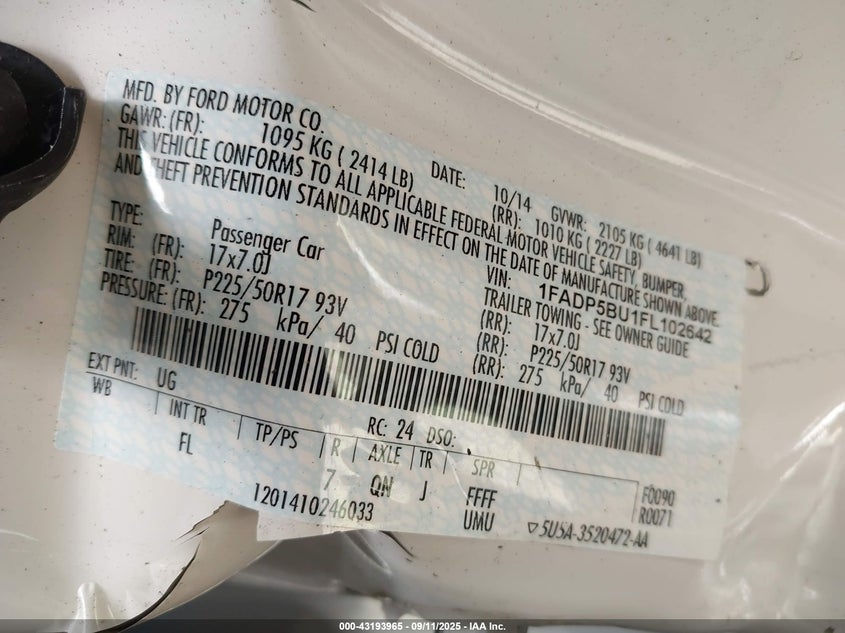 MFD. BY FORD MOTOR CO.
DATE: 10/14 GVWR: 2105 KG ( 4641 LB)
GAWR: (FR): 1095 KG ( 2414 LB) (RR): 1010 KG ( 2227 LB)
THIS VEHICLE CONFORMS TO ALL APPLICABLE FEDERAL MOTOR VEHICLE SAFETY, BUMPER,
AND THEFT PREVENTION STANDARDS IN EFFECT ON THE DATE OF MANUFACTURE SHOWN ABOVE.
VIN: 1FADP5BU1FL102642
TYPE: Passenger Car TRAILER TOWING - SEE OWNER GUIDE
RIM: (FR): 17x7.0J (RR): 17x7.0J
TIRE: (FR): P225/50R17 93V (RR): P225/50R17 93V
PRESSURE: (FR): 275 kPa/ 40 PSI COLD (RR): 275 kPa/ 40 PSI COLD
EXT PNT: UG RC: 24 DSO:
WB INT TR TP/PS R AXLE TR SPR
FL 7 QN J FFFF F0090
UMU R0071
1201410246033 ▽5U5A-3520472-AA
000-43193965 - 09/11/2025 - IAA Inc.